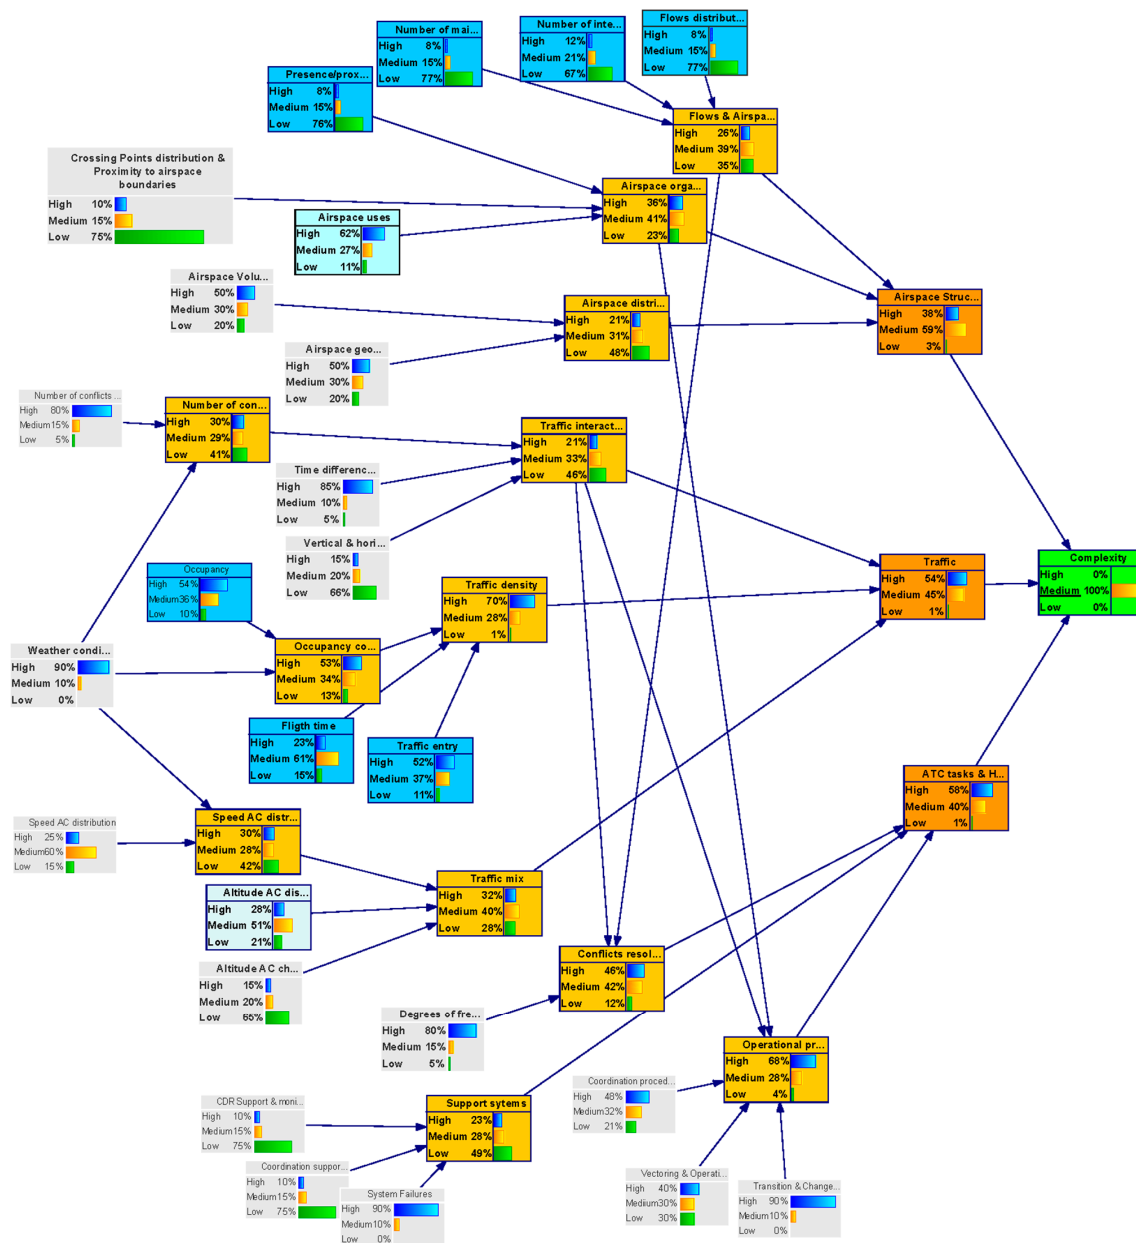 Number of mai...
High 8%
Medium 15%
Low 77%
Number of inte...
High 12%
Medium 21%
Low 67%
Flows distribut...
High 8%
Medium 15%
Low 77%
Presence/prox...
High 8%
Medium 15%
Low 76%
Flows & Airspa...
High 26%
Medium 39%
Low 35%
Crossing Points distribution &
Proximity to airspace
boundaries
High 10%
Medium 15%
Low 75%
Airspace orga...
High 36%
Medium 41%
Low 23%
Airspace uses
High 62%
Medium 27%
Low 11%
Airspace Volu...
High 50%
Medium 30%
Low 20%
Airspace distri...
High 21%
Medium 31%
Low 48%
Airspace Struc...
High 38%
Medium 59%
Low 3%
Airspace geo...
High 50%
Medium 30%
Low 20%
Number of conflicts ...
High 80%
Medium 15%
Low 5%
Number of con...
High 30%
Medium 29%
Low 41%
Traffic interact...
High 21%
Medium 33%
Low 46%
Time differenc...
High 85%
Medium 10%
Low 5%
Vertical & hori...
High 15%
Medium 20%
Low 66%
Occupancy
High 54%
Medium 36%
Low 10%
Traffic density
High 70%
Medium 28%
Low 1%
Traffic
High 54%
Medium 45%
Low 1%
Complexity
High 0%
Medium 100%
Low 0%
Weather condi...
High 90%
Medium 10%
Low 0%
Occupancy co...
High 53%
Medium 34%
Low 13%
Fligth time
High 23%
Medium 61%
Low 15%
Traffic entry
High 52%
Medium 37%
Low 11%
ATC tasks & H...
High 58%
Medium 40%
Low 1%
Speed AC distribution
High 25%
Medium 60%
Low 15%
Speed AC distr...
High 30%
Medium 28%
Low 42%
Altitude AC dis...
High 28%
Medium 51%
Low 21%
Traffic mix
High 32%
Medium 40%
Low 28%
Altitude AC ch...
High 15%
Medium 20%
Low 65%
Conflicts resol...
High 46%
Medium 42%
Low 12%
Degrees of fre...
High 80%
Medium 15%
Low 5%
Operational pr...
High 68%
Medium 28%
Low 4%
Coordination proced...
High 48%
Medium 32%
Low 21%
CDR Support & moni...
High 10%
Medium 15%
Low 75%
Support sytems
High 23%
Medium 28%
Low 49%
Coordination suppor...
High 10%
Medium 15%
Low 75%
System Failures
High 90%
Medium 10%
Low 0%
Vectoring & Operati...
High 40%
Medium 30%
Low 30%
Transition & Change...
High 90%
Medium 10%
Low 0%